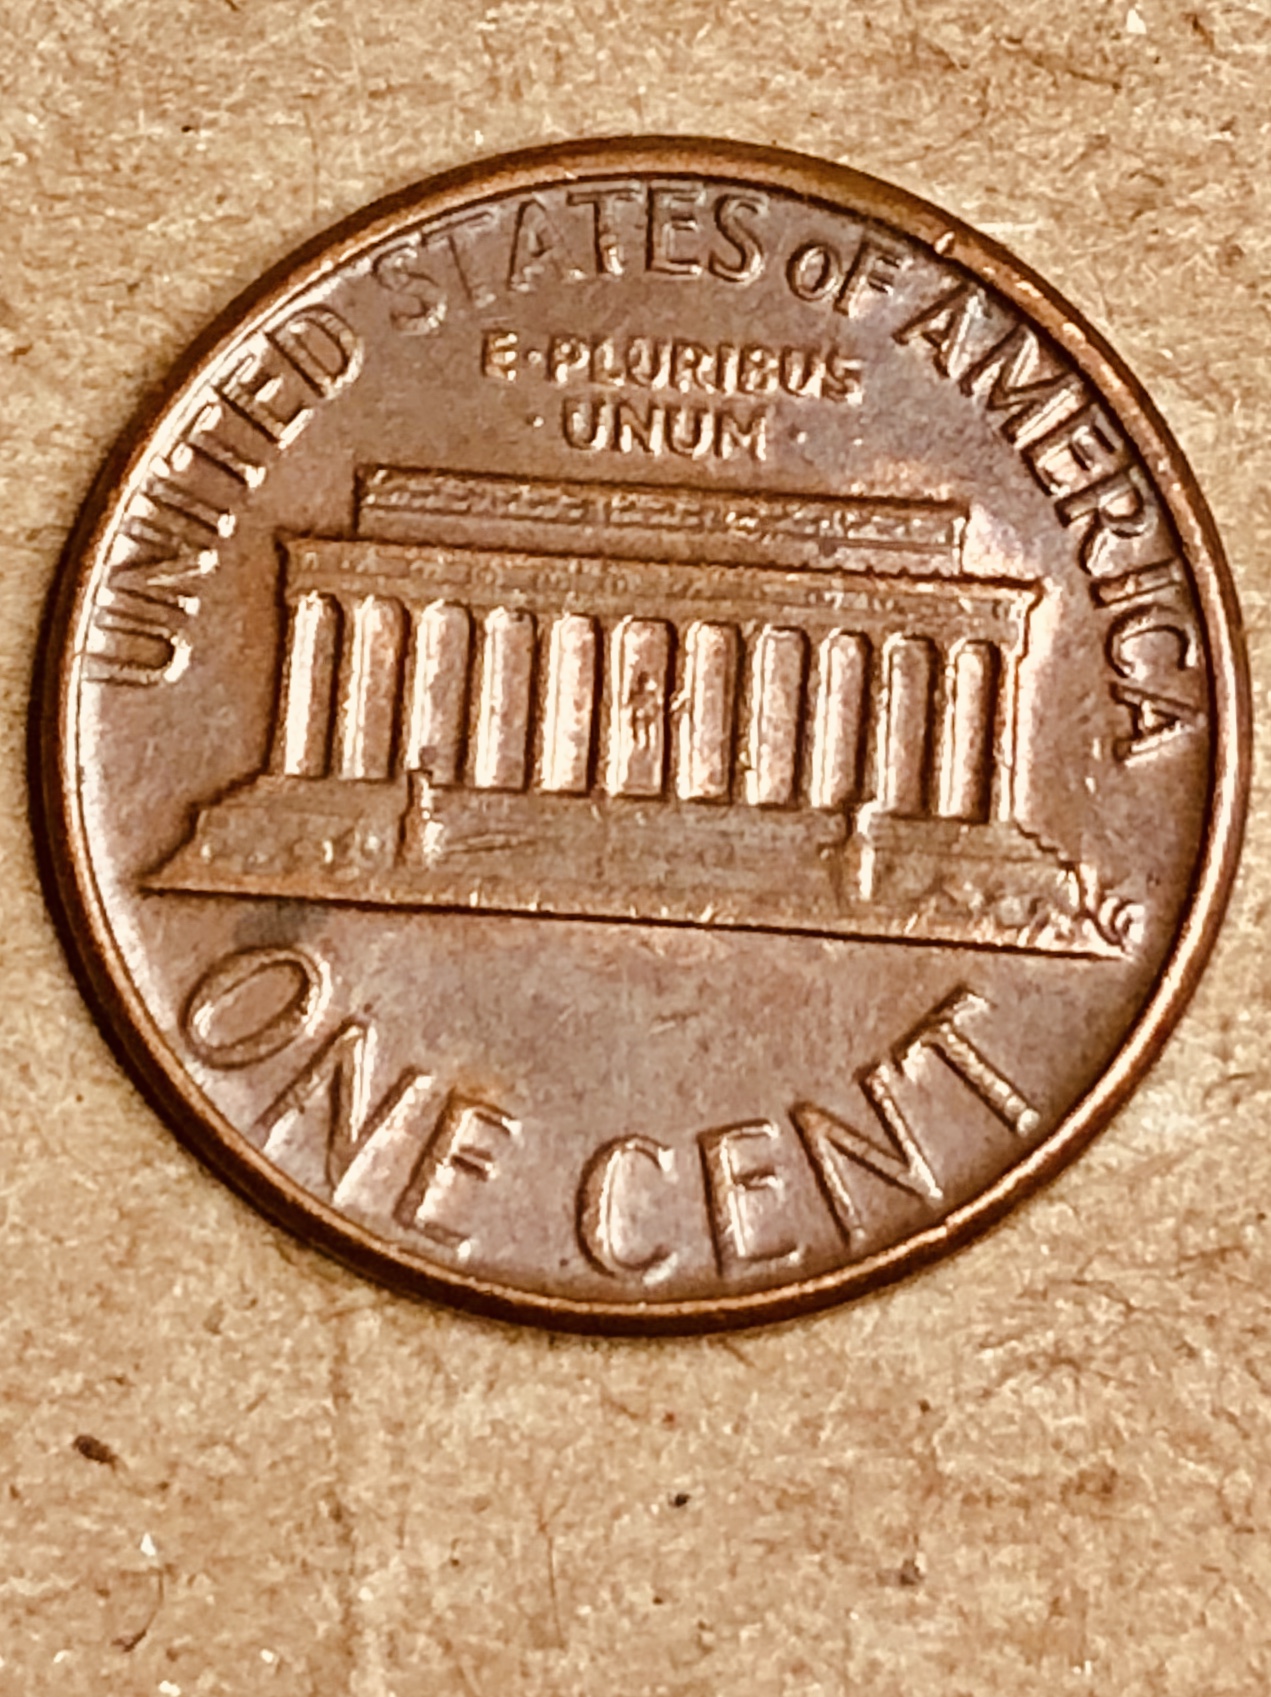 UNITED STATES OF AMERICA
E·PLURIBUS
·UNUM·
ONE CENT